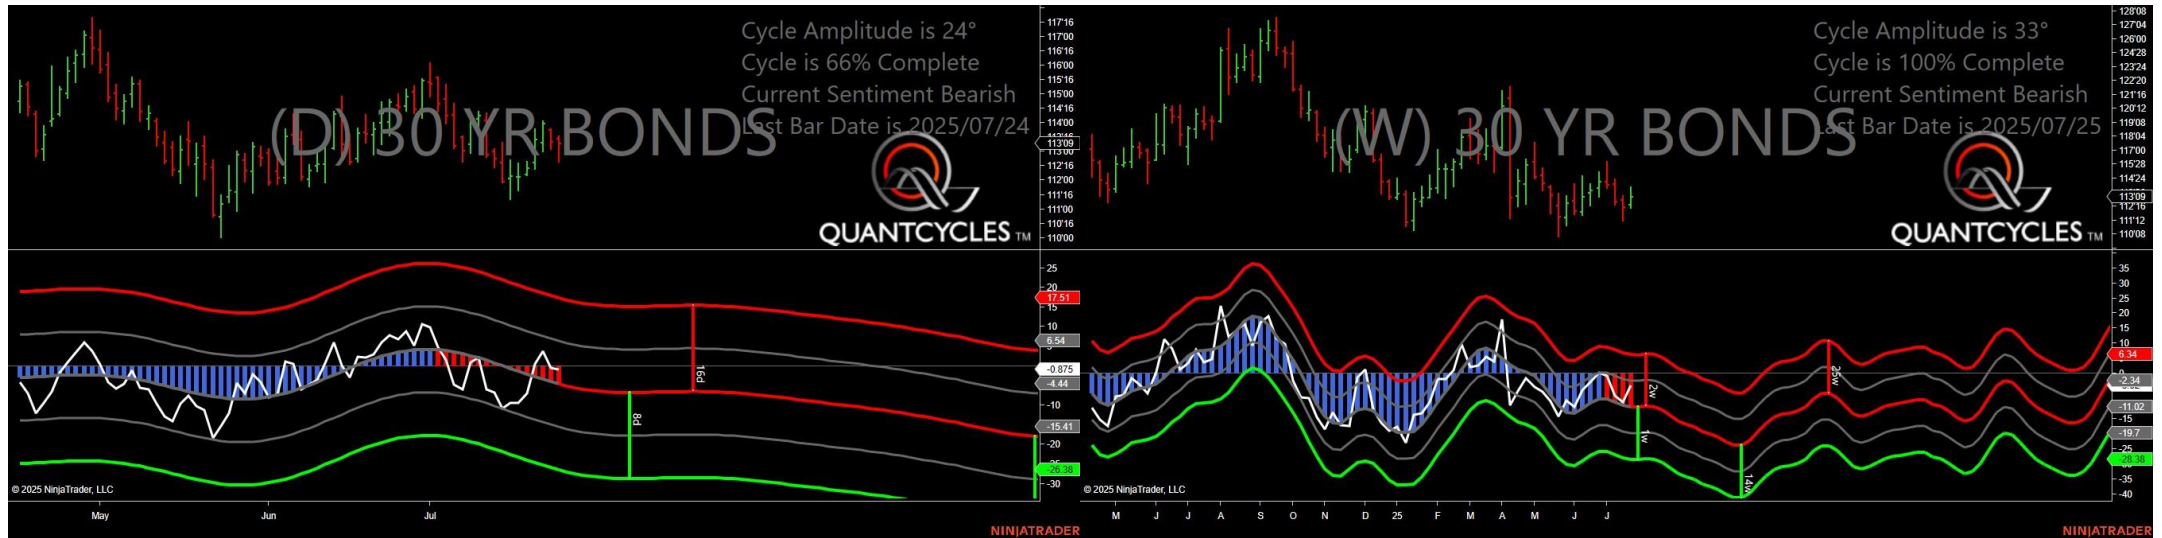 Cycle Amplitude is 24°
Cycle is 66% Complete
Current Sentiment Bearish
Last Bar Date is 2025/07/24
(D) 30 YR BONDS
QUANTCYCLES TM
117'16
117'00
116'16
116'00
115'16
115'00
114'16
114'00
113'09
113'00
112'16
112'00
111'16
111'00
110'16
110'00
25
20
17.51
15
10
6.54
-0.875
-4.44
-10
-15.41
-20
-26.38
-30
16d
8d
© 2025 NinjaTrader, LLC
May
Jun
Jul
NINJATRADER
Cycle Amplitude is 33°
Cycle is 100% Complete
Current Sentiment Bearish
Last Bar Date is 2025/07/25
(W) 30 YR BONDS
QUANTCYCLES TM
128'08
127'04
126'00
124'28
123'24
122'20
121'16
120'12
119'08
118'04
117'00
115'28
114'24
113'09
112'16
111'12
110'08
35
30
25
20
15
10
6.34
-2.34
-11.02
-15
-19.7
-25
-28.38
-35
-40
2w
1w
25w
14w
© 2025 NinjaTrader, LLC
M
J
J
A
S
O
N
D
25
F
M
A
M
J
J
NINJATRADER